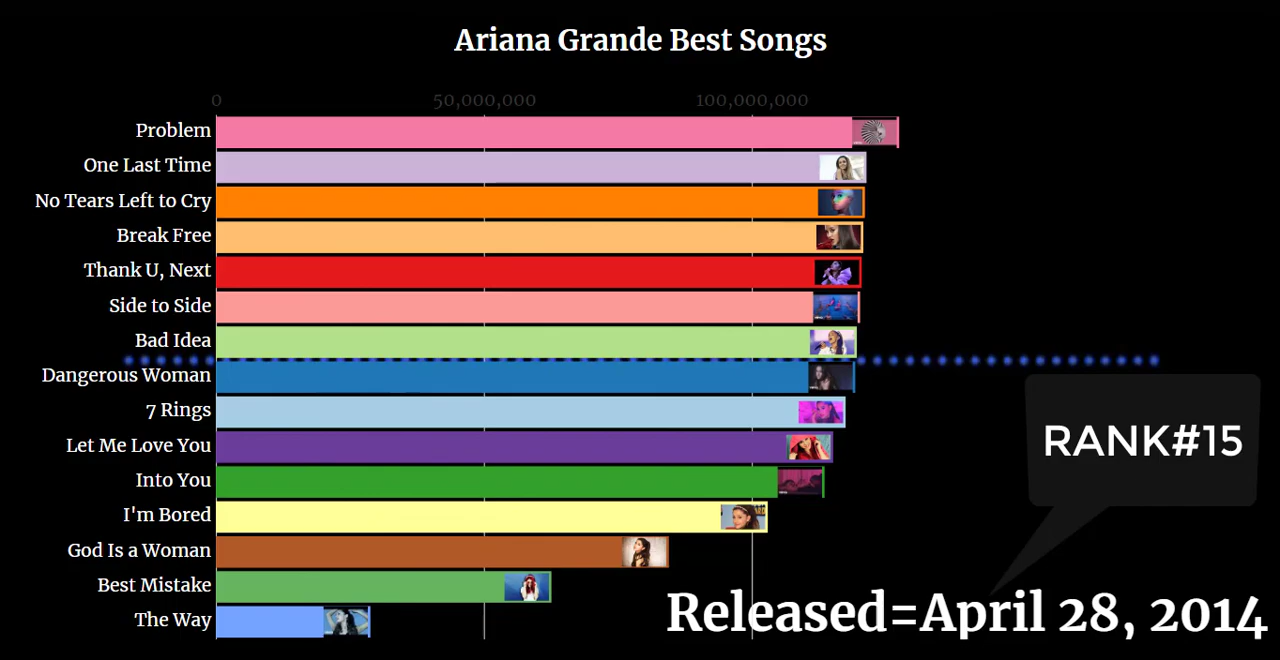 Ariana Grande Best Songs
0 50,000,000 100,000,000
Problem
One Last Time
No Tears Left to Cry
Break Free
Thank U, Next
Side to Side
Bad Idea
Dangerous Woman
7 Rings
Let Me Love You
RANK#15
Into You
I'm Bored
God Is a Woman
Best Mistake
The Way
Released=April 28, 2014